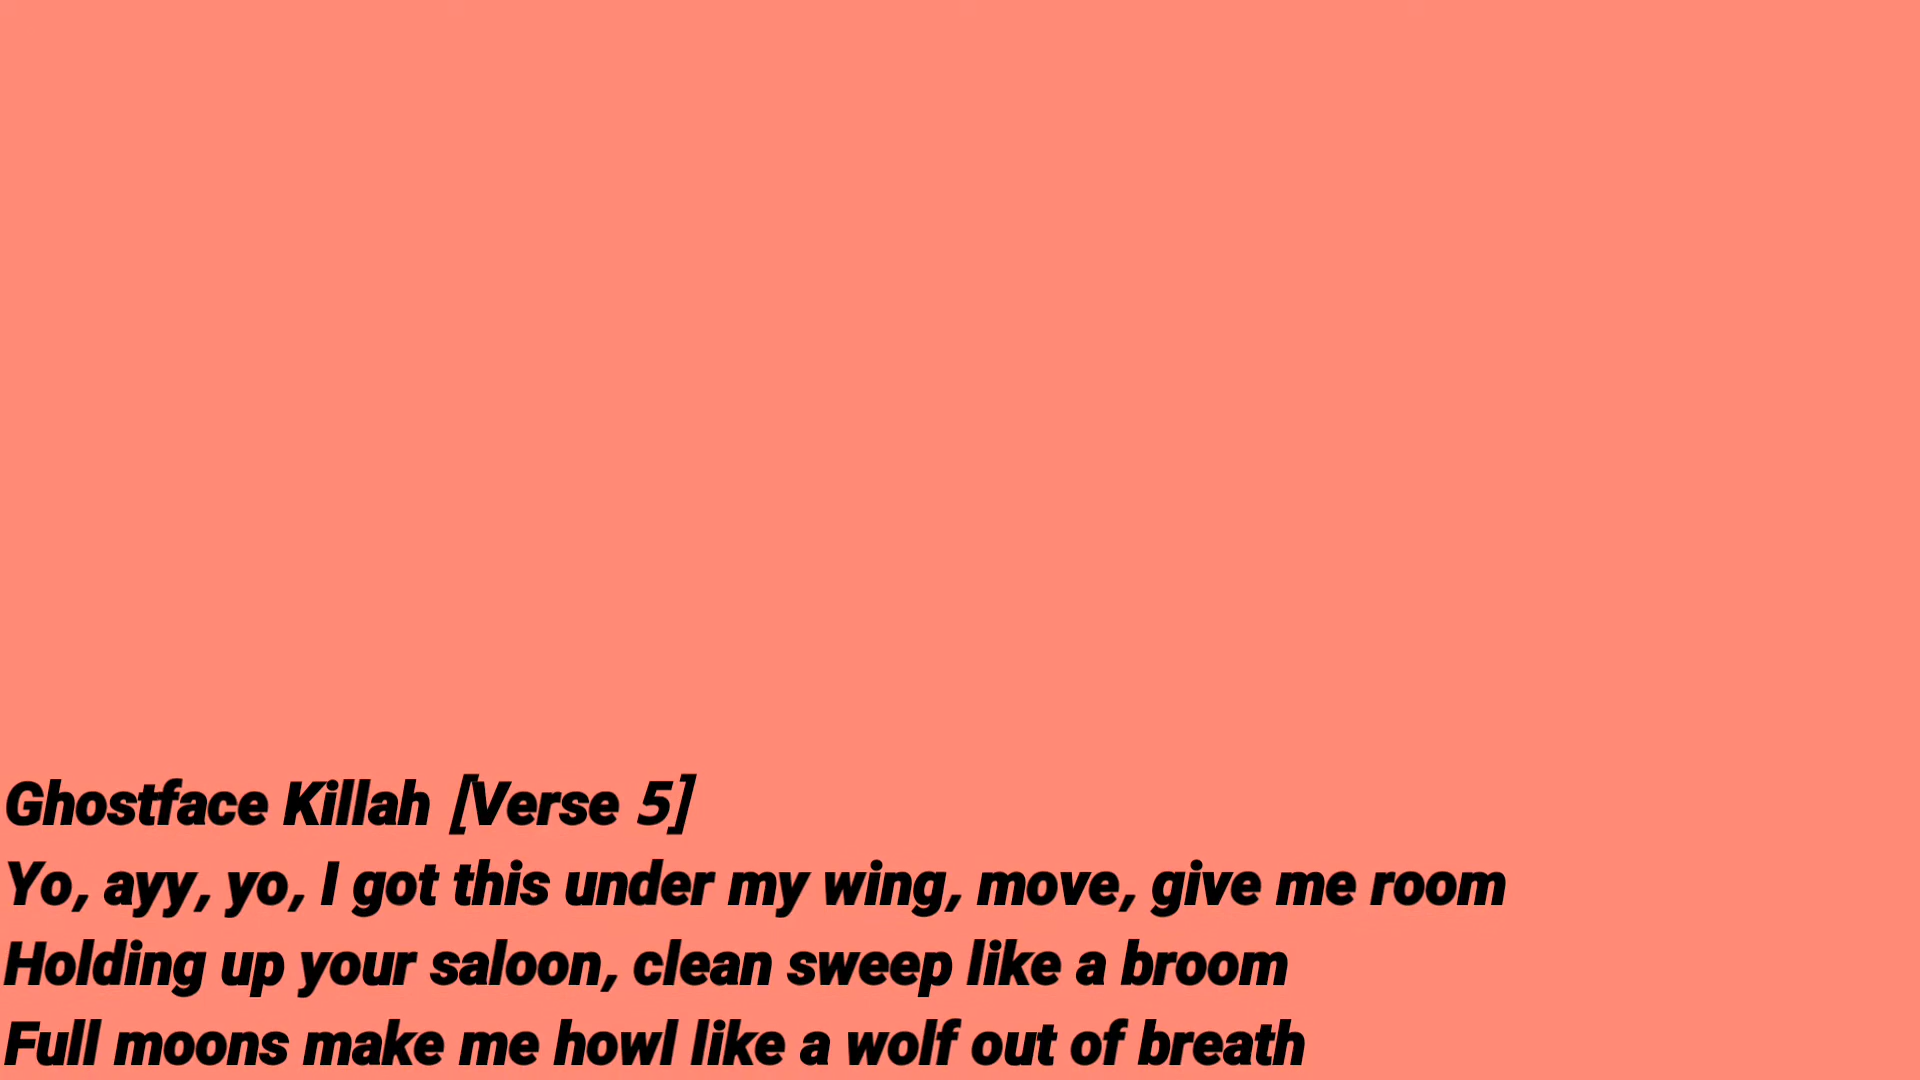 Ghostface Killah [Verse 5]
Yo, ayy, yo, I got this under my wing, move, give me room
Holding up your saloon, clean sweep like a broom
Full moons make me howl like a wolf out of breath